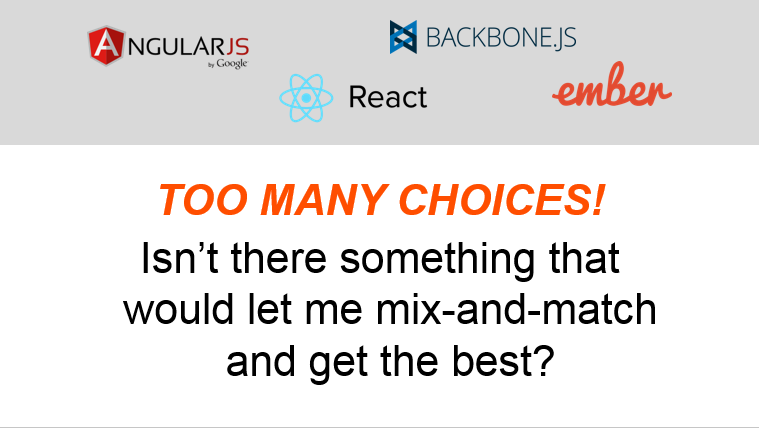 ANGULARJS
by Google
BACKBONE.JS
React
ember
TOO MANY CHOICES!
Isn’t there something that
would let me mix-and-match
and get the best?